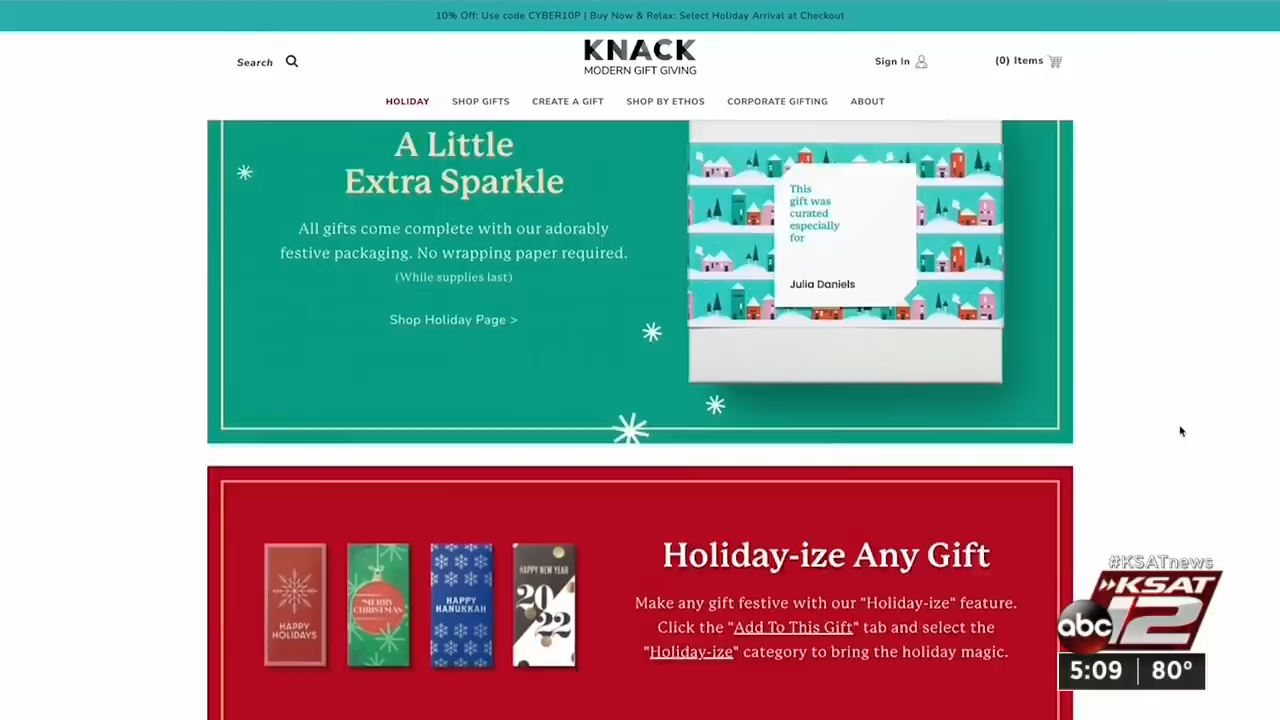 10% Off: Use code CYBER10P | Buy Now & Relax: Select Holiday Arrival at Checkout
Search
KNACK
MODERN GIFT GIVING
Sign In
(0) Items
HOLIDAY SHOP GIFTS CREATE A GIFT SHOP BY ETHOS CORPORATE GIFTING ABOUT
A Little
Extra Sparkle
All gifts come complete with our adorably
festive packaging. No wrapping paper required.
(While supplies last)
Shop Holiday Page >
This
gift was
curated
especially
for
Julia Daniels
HAPPY
HOLIDAYS
MERRY
CHRISTMAS
HAPPY
HANUKKAH
HAPPY NEW YEAR
20
22
Holiday-ize Any Gift
Make any gift festive with our "Holiday-ize" feature.
Click the "Add To This Gift" tab and select the
"Holiday-ize" category to bring the holiday magic.
#KSATnews
KSAT
abc 12
5:09 80°